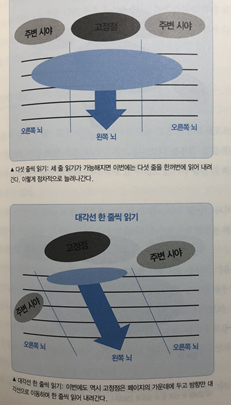 주변 시야
고정점
주변 시야
오른쪽 뇌
왼쪽 뇌
오른쪽 뇌
▲ 다섯 줄씩 읽기: 세 줄 읽기가 가능해지면 이번에는 다섯 줄을 한꺼번에 읽어 내려
간다. 이렇게 점차적으로 늘려나간다.
대각선 한 줄씩 읽기
고정점
주변 시야
주변 시야
오른쪽 뇌
왼쪽 뇌
오른쪽 뇌
▲ 대각선 한 줄씩 읽기: 이번에도 역시 고정점은 페이지의 가운데에 두고 방향만 대
각선으로 이동하며 한 줄씩 읽어 내려간다.